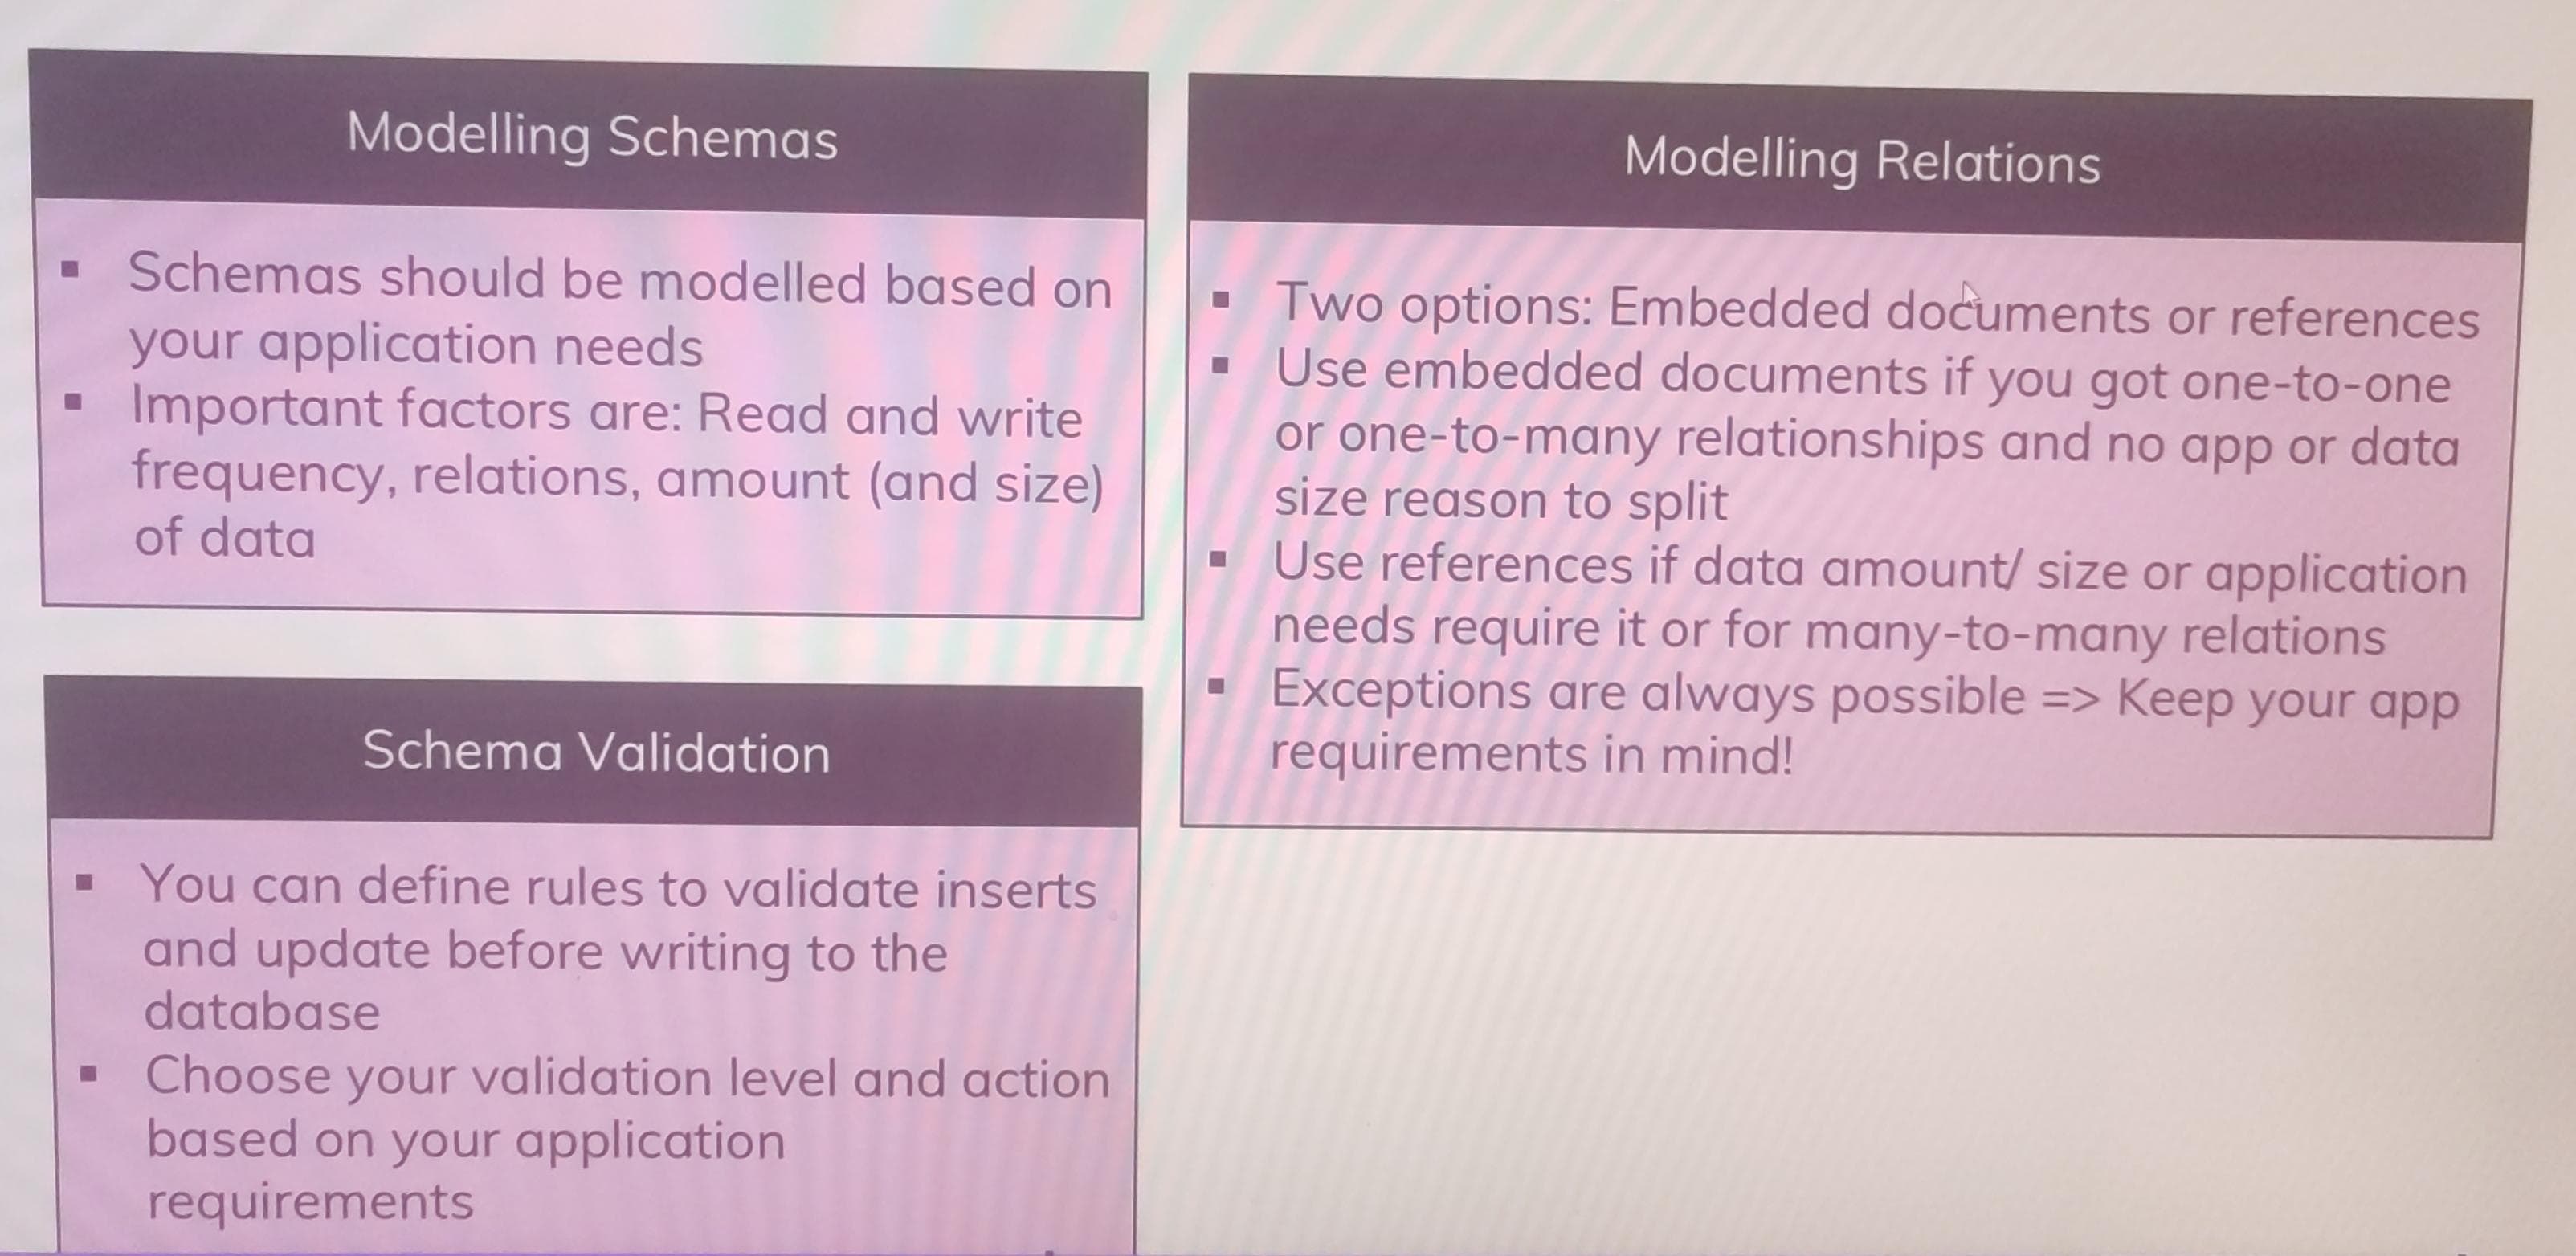 Modelling Schemas
Schemas should be modelled based on
your application needs
Important factors are: Read and write
frequency, relations, amount (and size)
of data
Schema Validation
You can define rules to validate inserts
and update before writing to the
database
Choose your validation level and action
based on your application
requirements
Modelling Relations
Two options: Embedded documents or references
Use embedded documents if you got one-to-one
or one-to-many relationships and no app or data
size reason to split
Use references if data amount/ size or application
needs require it or for many-to-many relations
Exceptions are always possible => Keep your app
requirements in mind!